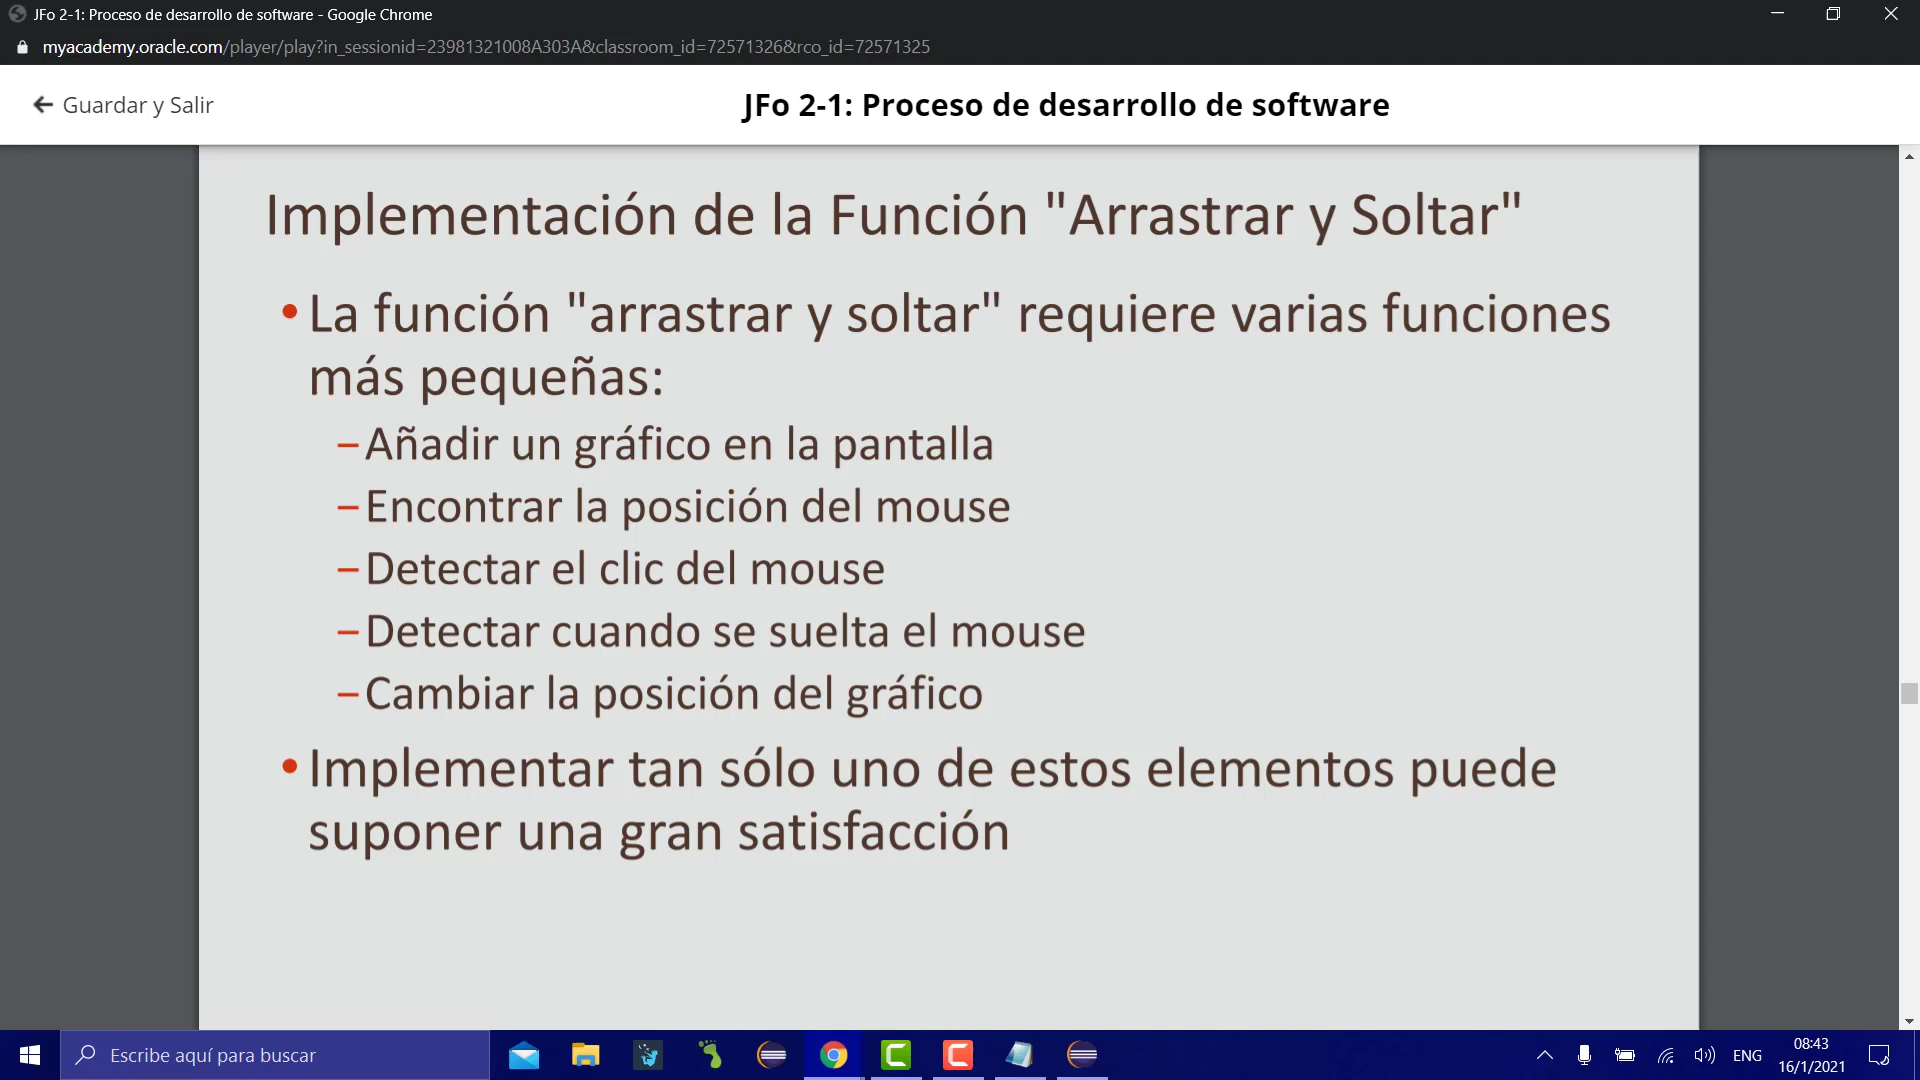 JFo 2-1: Proceso de desarrollo de software - Google Chrome
myacademy.oracle.com/player/play?in_sessionid=23981321008A303A&classroom_id=72571326&rco_id=72571325
Guardar y Salir
JFo 2-1: Proceso de desarrollo de software
Implementación de la Función "Arrastrar y Soltar"
• La función "arrastrar y soltar" requiere varias funciones
más pequeñas:
– Añadir un gráfico en la pantalla
– Encontrar la posición del mouse
– Detectar el clic del mouse
– Detectar cuando se suelta el mouse
– Cambiar la posición del gráfico
• Implementar tan sólo uno de estos elementos puede
suponer una gran satisfacción
Escribe aquí para buscar
ENG
08:43
16/1/2021